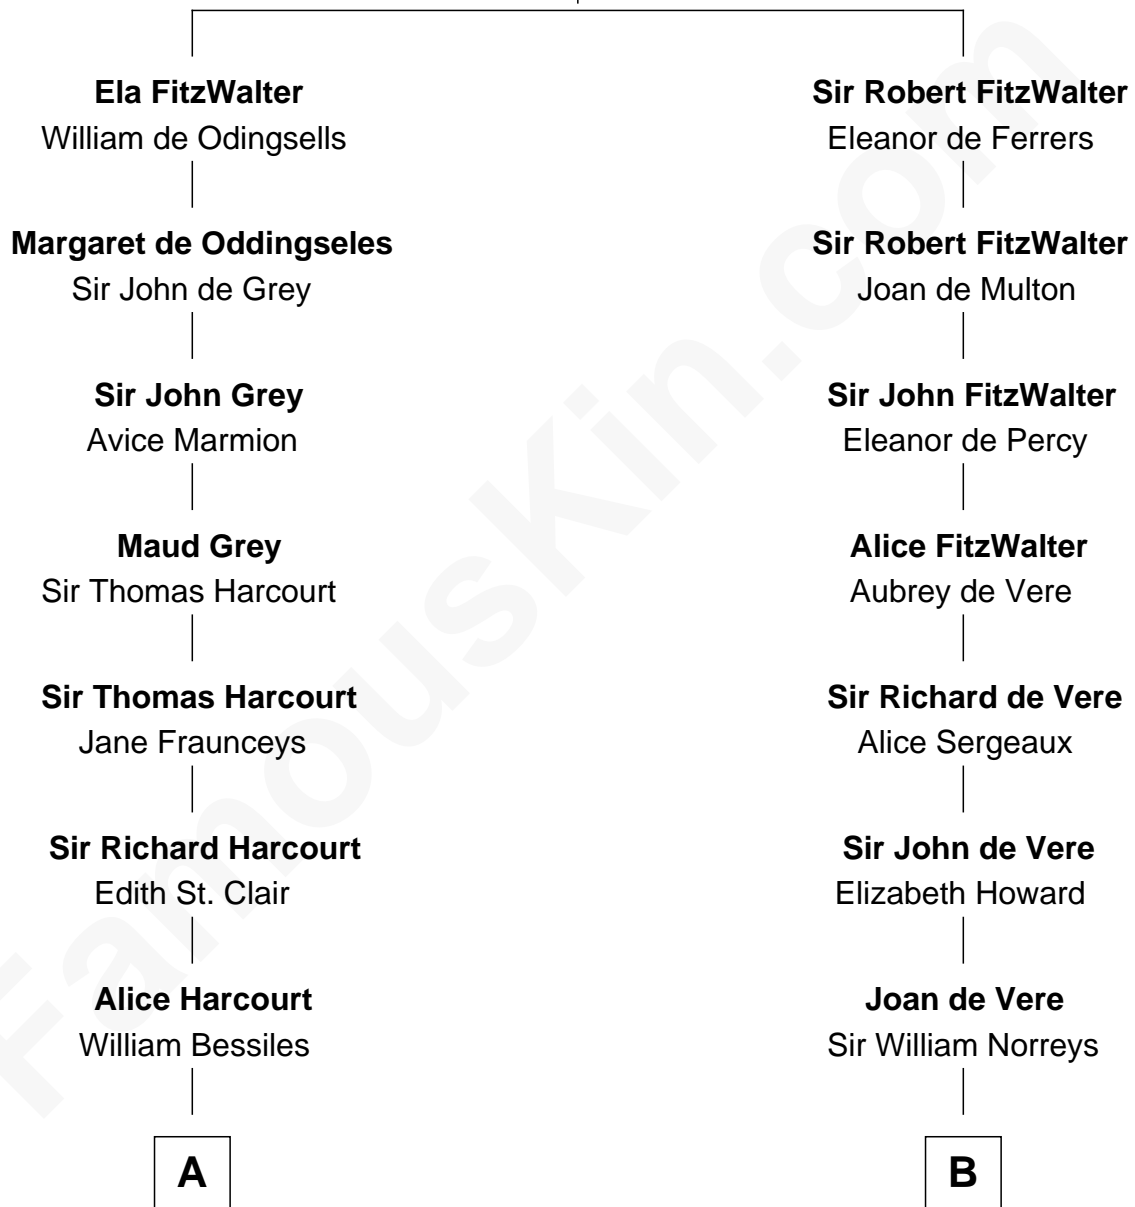 Ela FitzWalter
William de Odingsells
Margaret de Oddingseles
Sir John de Grey
Sir John Grey
Avice Marmion
Maud Grey
Sir Thomas Harcourt
Sir Thomas Harcourt
Jane Fraunceys
Sir Richard Harcourt
Edith St. Clair
Alice Harcourt
William Bessiles
A
Sir Robert FitzWalter
Eleanor de Ferrers
Sir Robert FitzWalter
Joan de Multon
Sir John FitzWalter
Eleanor de Percy
Alice FitzWalter
Aubrey de Vere
Sir Richard de Vere
Alice Sergeaux
Sir John de Vere
Elizabeth Howard
Joan de Vere
Sir William Norreys
B
FamousKin.com